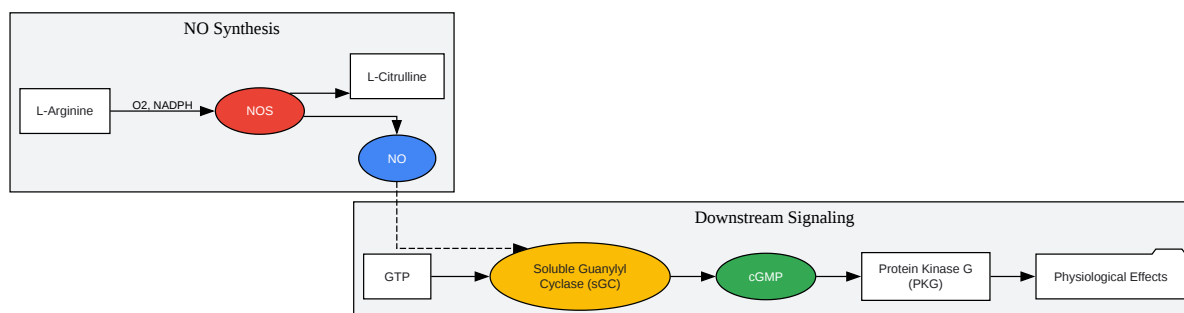 NO Synthesis
L-Arginine
O2, NADPH
NOS
L-Citrulline
NO
Downstream Signaling
GTP
Soluble Guanylyl
Cyclase (sGC)
cGMP
Protein Kinase G
(PKG)
Physiological Effects